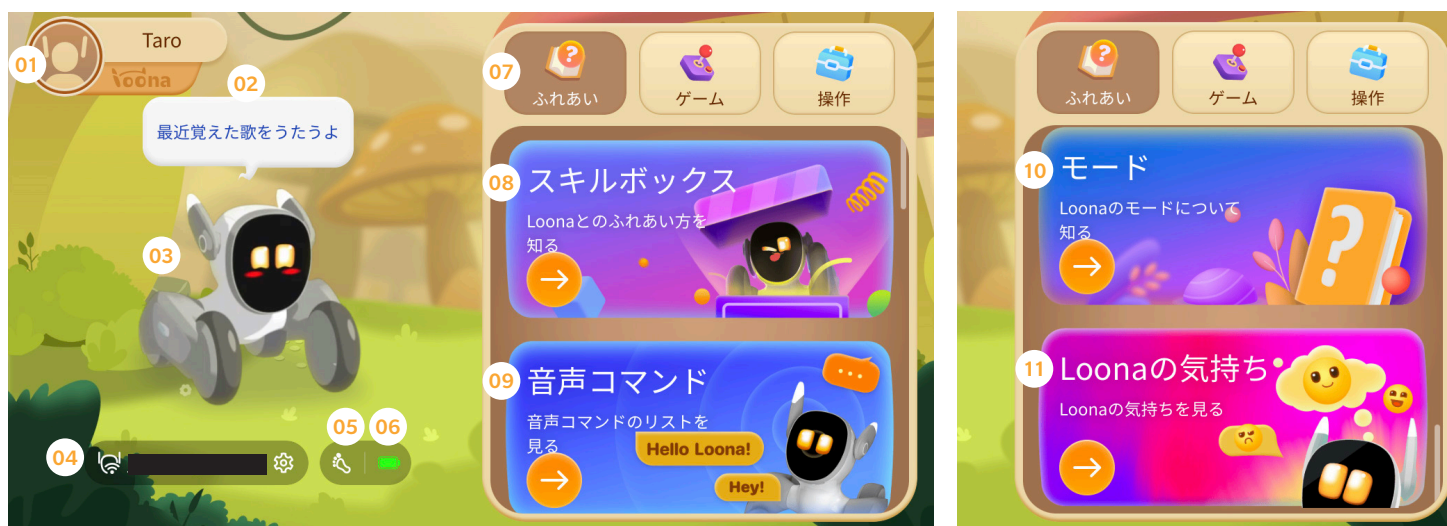 01
Taro
Loona
02
最近覚えた歌をうたうよ
03
04
05
06
07
ふれあい
ゲーム
操作
08
スキルボックス
Loonaとのふれあい方を
知る
09
音声コマンド
音声コマンドのリストを
見る
Hello Loona!
Hey!
ふれあい
ゲーム
操作
10
モード
Loonaのモードについて
知る
?
11
Loonaの気持ち
Loonaの気持ちを見る